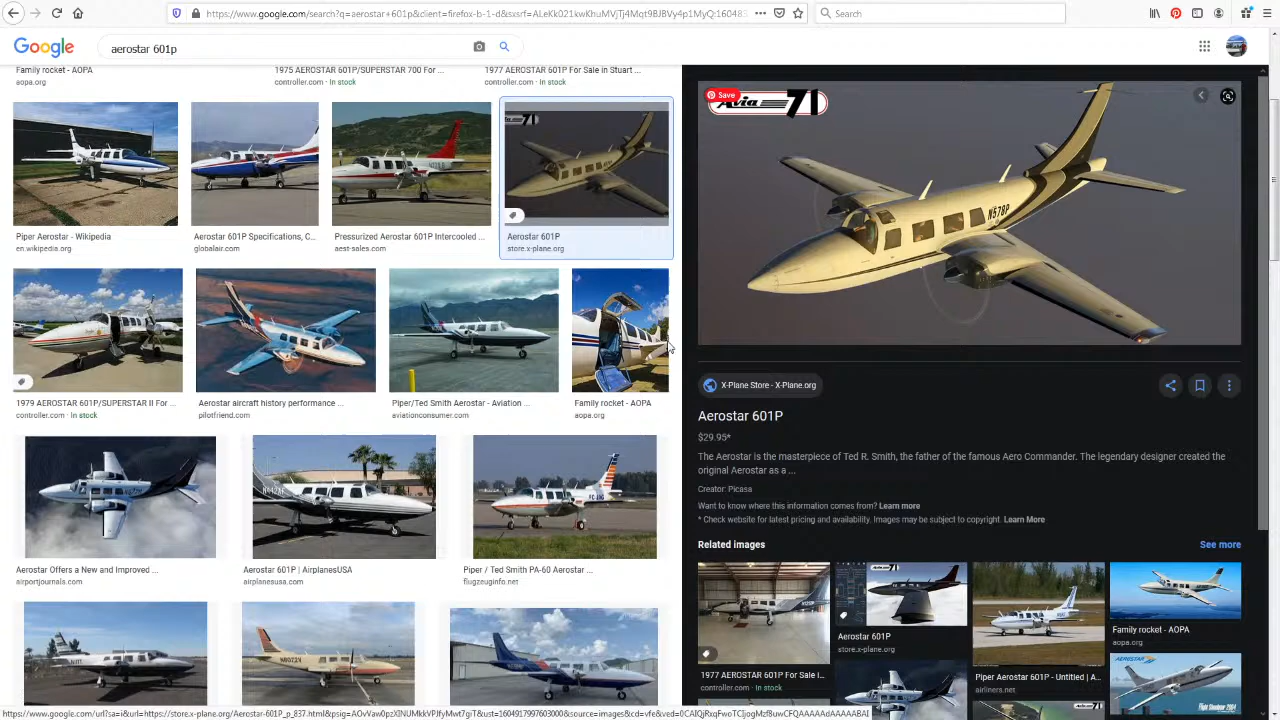 https://www.google.com/search?q=aerostar+601p&client=firefox-b-1-d&sxsrf=
Search
Google
aerostar 601p
Family rocket - AOPA
aopa.org
1975 AEROSTAR 601P/SUPERSTAR 700 For ...
controller.com · In stock
1977 AEROSTAR 601P For Sale in Stuart ...
controller.com · In stock
Piper Aerostar - Wikipedia
en.wikipedia.org
Aerostar 601P Specifications, C...
globalair.com
Pressurized Aerostar 601P Intercooled ...
aest-sales.com
Avia 71
Aerostar 601P
store.x-plane.org
1979 AEROSTAR 601P/SUPERSTAR II For ...
controller.com · In stock
Aerostar aircraft history performance ...
pilotfriend.com
Piper/Ted Smith Aerostar - Aviation ...
aviationconsumer.com
Family rocket - AOPA
aopa.org
Aerostar Offers a New and Improved ...
airportjournals.com
Aerostar 601P | AirplanesUSA
airplanesusa.com
Piper / Ted Smith PA-60 Aerostar ...
flugzeuginfo.net
Save
Avia 71
N578P
X-Plane Store - X-Plane.org
Aerostar 601P
$29.95*
The Aerostar is the masterpiece of Ted R. Smith, the father of the famous Aero Commander. The legendary designer created the
original Aerostar as a ...
Creator: Picasa
Want to know where this information comes from? Learn more
* Check website for latest pricing and availability. Images may be subject to copyright. Learn More
Related images
See more
1977 AEROSTAR 601P For Sale i...
controller.com · In stock
Aerostar 601P
store.x-plane.org
Piper Aerostar 601P - Untitled | A...
airliners.net
Family rocket - AOPA
aopa.org
AEROSTAR
Flight Simulator 2004